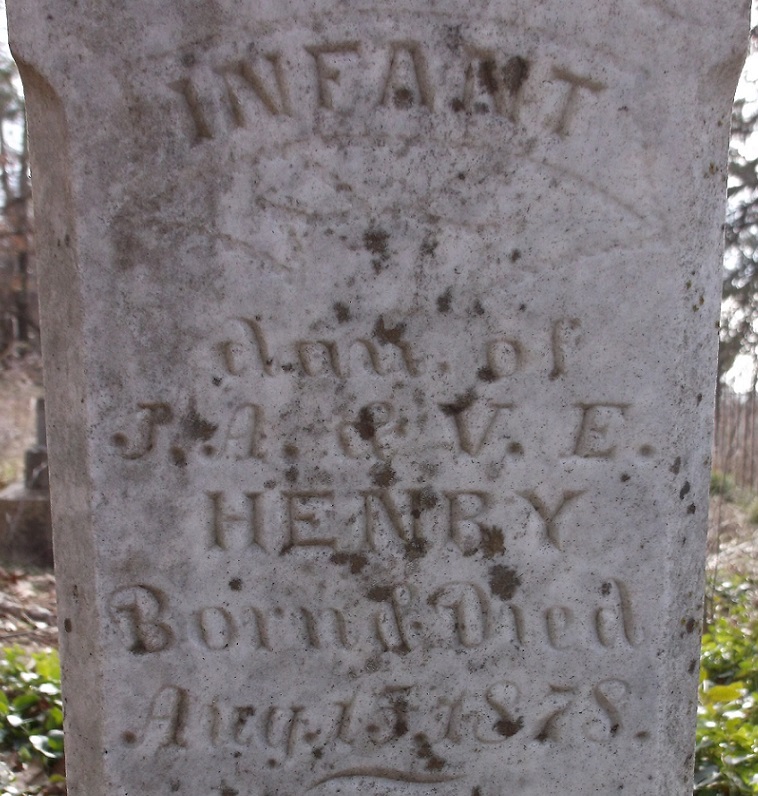 INFANT
dau. of
J. A. & V. E.
HENRY
Born & Died
Aug. 15, 1878.